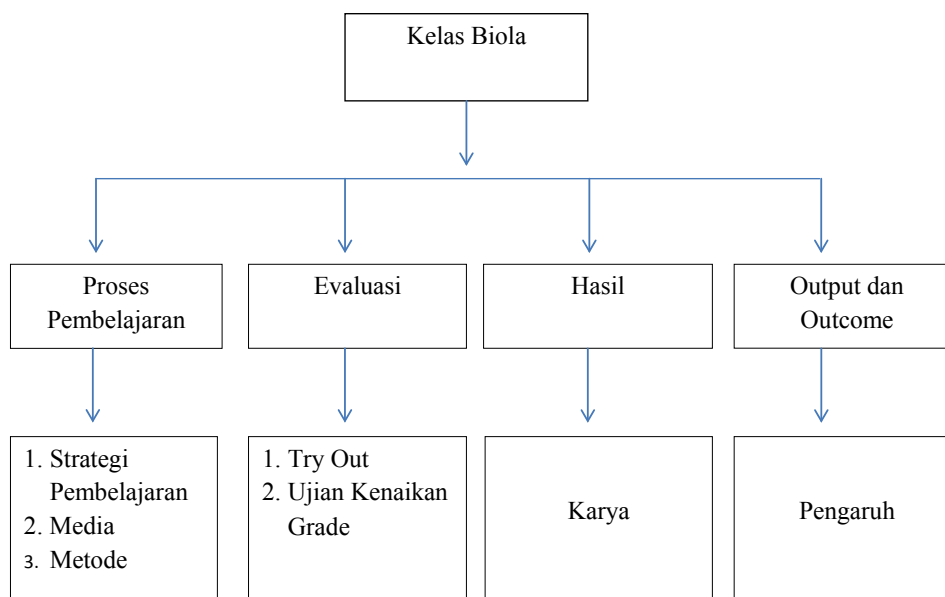 Kelas Biola
Proses
Pembelajaran
Evaluasi
Hasil
Output dan
Outcome
1. Strategi
Pembelajaran
2. Media
3. Metode
1. Try Out
2. Ujian Kenaikan
Grade
Karya
Pengaruh